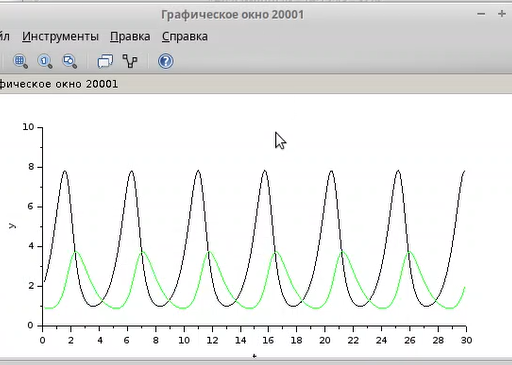 Графическое окно 20001
йл Инструменты Правка Справка
фическое окно 20001
10
8
6
4
2
0
y
0 2 4 6 8 10 12 14 16 18 20 22 24 26 28 30